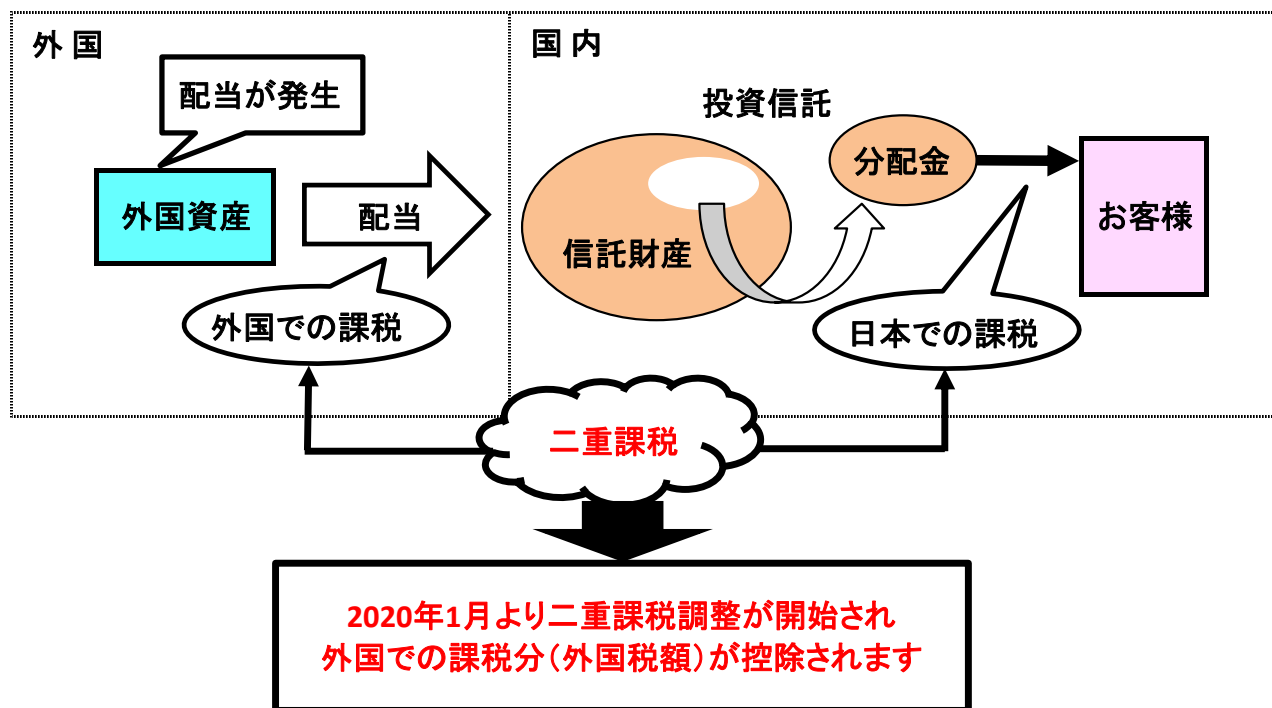 外 国
国 内
配当が発生
投資信託
分配金
外国資産
配当
お客様
信託財産
外国での課税
日本での課税
二重課税
2020年1月より二重課税調整が開始され
外国での課税分（外国税額）が控除されます